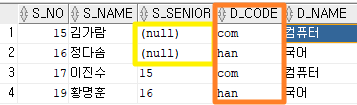 S_NO S_NAME S_SENIOR D_CODE D_NAME
1 15 김가람 (null) com 컴퓨터
2 16 정다솜 (null) han 국어
3 17 이진수 15 com 컴퓨터
4 19 황명훈 16 han 국어